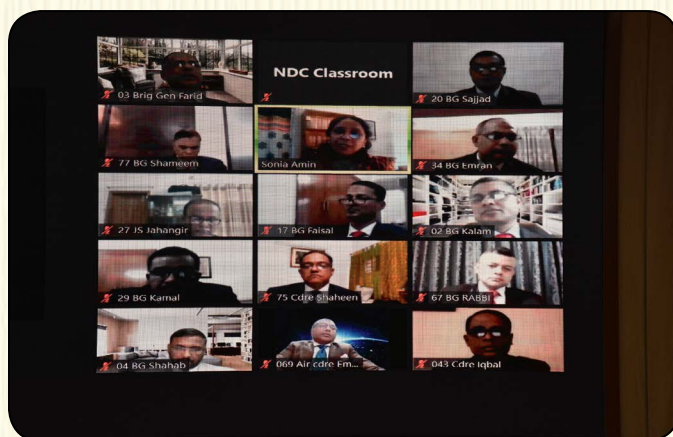 03 Brig Gen Farid
NDC Classroom
20 BG Sajjad
77 BG Shameem
Sonia Amin
34 BG Emran
27 JS Jahangir
17 BG Faisal
02 BG Kalam
29 BG Kamal
75 Cdre Shaheen
67 BG RABBI
04 BG Shahab
069 Air cdre Em...
043 Cdre Iqbal